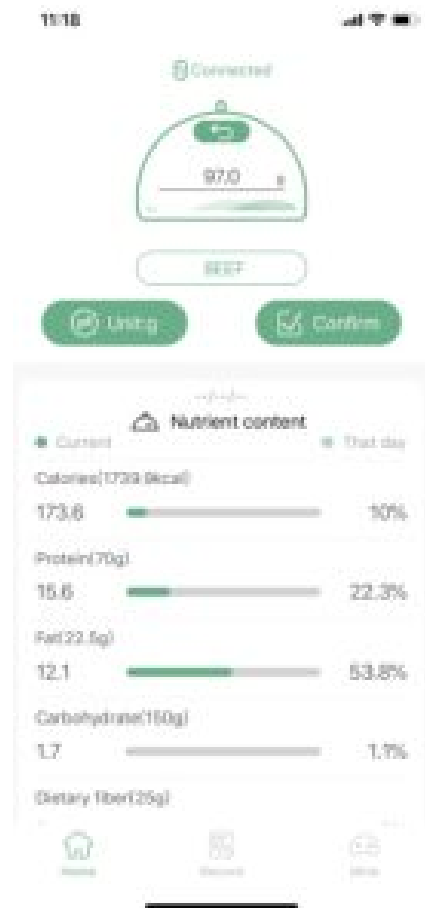 11:18
Connected
97.0 g
BEEF
Unit:g
Confirm
--/--/--
Nutrient content
Current
That day
Calories(1739.9kcal)
173.6 10%
Protein(70g)
15.6 22.3%
Fat(22.5g)
12.1 53.8%
Carbohydrate(150g)
1.7 1.1%
Dietary fiber(25g)
Home
Record